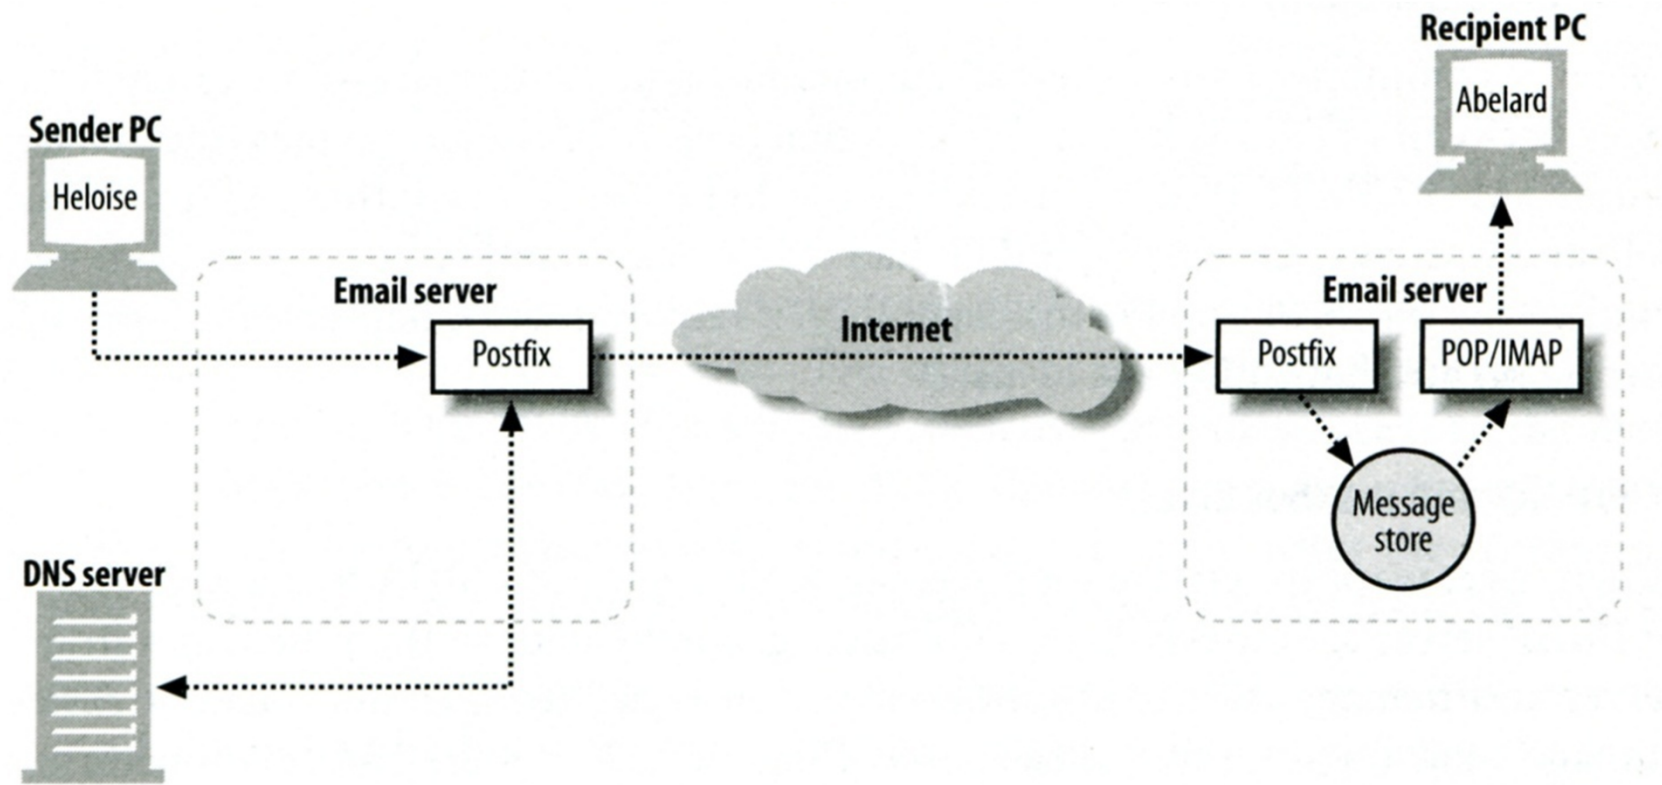 Recipient PC
Abelard
Sender PC
Heloise
Email server
Postfix
Internet
Email server
Postfix
POP/IMAP
Message
store
DNS server